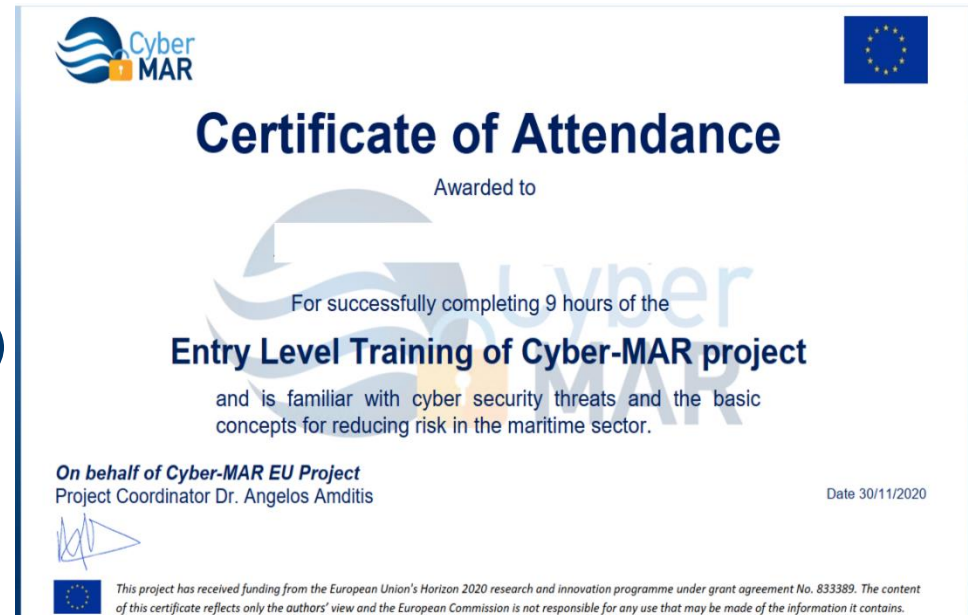 Cyber
MAR
Certificate of Attendance
Awarded to
Cyber
MAR
For successfully completing 9 hours of the
Entry Level Training of Cyber-MAR project
and is familiar with cyber security threats and the basic
concepts for reducing risk in the maritime sector.
On behalf of Cyber-MAR EU Project
Project Coordinator Dr. Angelos Amditis
Date 30/11/2020
This project has received funding from the European Union's Horizon 2020 research and innovation programme under grant agreement No. 833389. The content
of this certificate reflects only the authors' view and the European Commission is not responsible for any use that may be made of the information it contains.